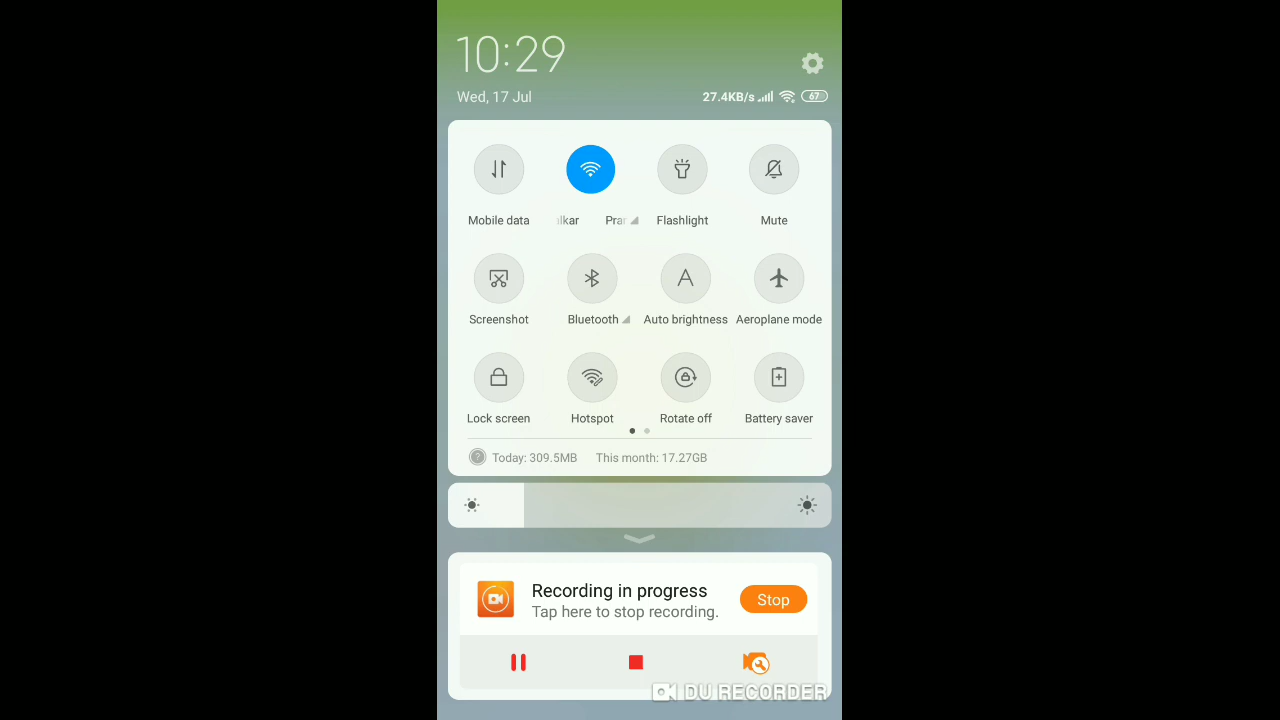 10:29
Wed, 17 Jul
27.4KB/s 67
Mobile data
lkar Pra Flashlight Mute
Screenshot Bluetooth Auto brightness Aeroplane mode
Lock screen Hotspot Rotate off Battery saver
Today: 309.5MB This month: 17.27GB
Recording in progress
Tap here to stop recording.
Stop
DU RECORDER